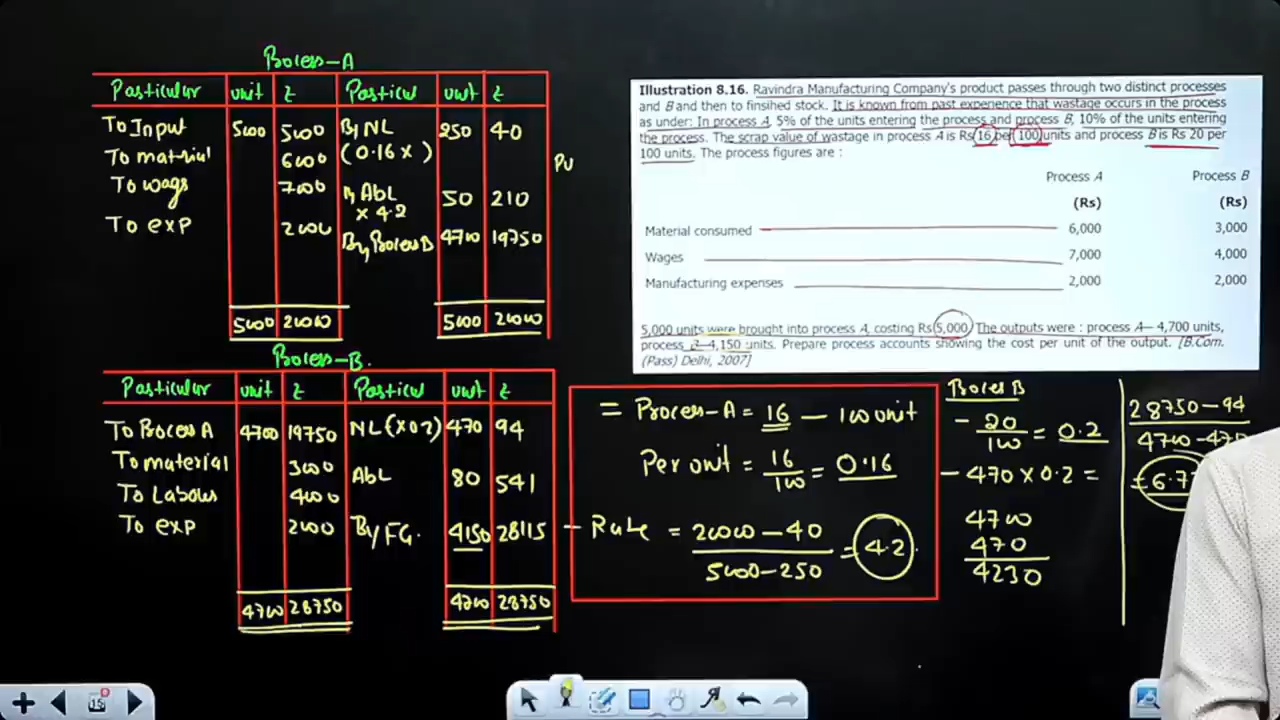 Process-A
Particular unit ₹ Particul unit ₹
To Input 5000 5000 By NL 250 40
To material 6000 (0.16 x )
To wags 7000 By AbL 50 210
x 4.2
To exp 2000 By Process B 4700 19750
5000 20000 5000 20000
PU
Illustration 8.16. Ravindra Manufacturing Company's product passes through two distinct processes
and B and then to finsihed stock. It is known from past experience that wastage occurs in the process
as under: In process A, 5% of the units entering the process and process B, 10% of the units entering
the process. The scrap value of wastage in process A is Rs 16 per 100 units and process B is Rs 20 per
100 units. The process figures are :
Process A Process B
(Rs) (Rs)
Material consumed 6,000 3,000
Wages 7,000 4,000
Manufacturing expenses 2,000 2,000
5,000 units were brought into process A, costing Rs 5,000 The outputs were : process A— 4,700 units,
process B—4,150 units. Prepare process accounts showing the cost per unit of the output. [B.Com.
(Pass) Delhi, 2007]
Process-B.
Particular unit ₹ Particul unit ₹
To Process A 4700 19750 NL (x0.2) 470 94
To material 3000
AbL 80 541
To Labour 4000
To exp 2000 By FG. 4150 28115
4700 28750 4700 28750
= Process-A = 16 — 100 unit
Per unit = 16/100 = 0.16
- Rate = 20000 - 40 / 5000 - 250 = 4.2
Process B
- 20/100 = 0.2
- 470 x 0.2 =
4700
470
4230
28750 - 94
4700 - 470
= 6.7
15